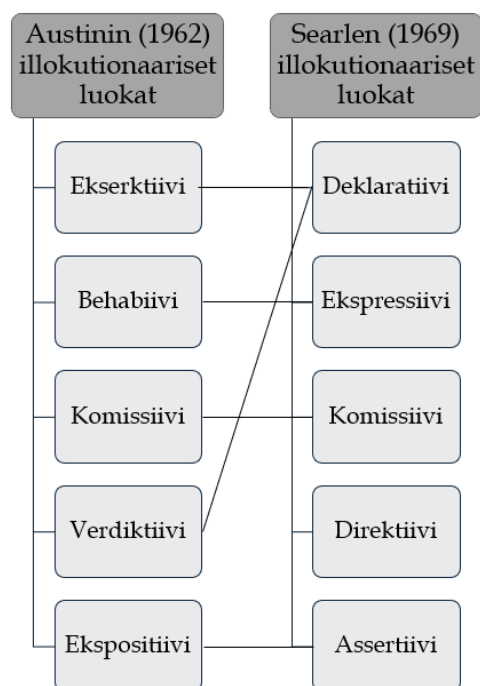 Austinin (1962)
illokutionaariset
luokat
Ekserktiivi
Behabiivi
Komissiivi
Verdiktiivi
Ekspositiivi
Searlen (1969)
illokutionaariset
luokat
Deklaratiivi
Ekspressiivi
Komissiivi
Direktiivi
Assertiivi